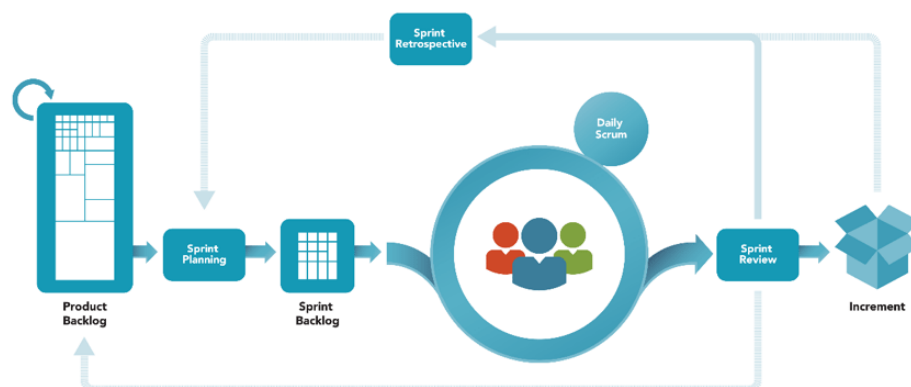 Sprint
Retrospective
Daily
Scrum
Sprint
Planning
Sprint
Review
Product
Backlog
Sprint
Backlog
Increment